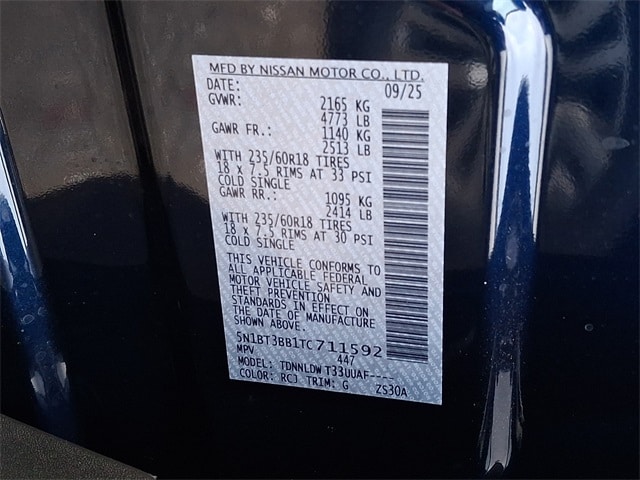 MFD BY NISSAN MOTOR CO., LTD.
DATE: 09/25
GVWR: 2165 KG
4773 LB
GAWR FR.: 1140 KG
2513 LB
WITH 235/60R18 TIRES
18 x 7.5 RIMS AT 33 PSI
COLD SINGLE
GAWR RR.: 1095 KG
2414 LB
WITH 235/60R18 TIRES
18 x 7.5 RIMS AT 30 PSI
COLD SINGLE
THIS VEHICLE CONFORMS TO
ALL APPLICABLE FEDERAL
MOTOR VEHICLE SAFETY AND
THEFT PREVENTION
STANDARDS IN EFFECT ON
THE DATE OF MANUFACTURE
SHOWN ABOVE.
5N1BT3BB1TC711592
MPV 447
MODEL: TDNNLDW T33UUAF----
COLOR: RCJ TRIM: G ZS30A